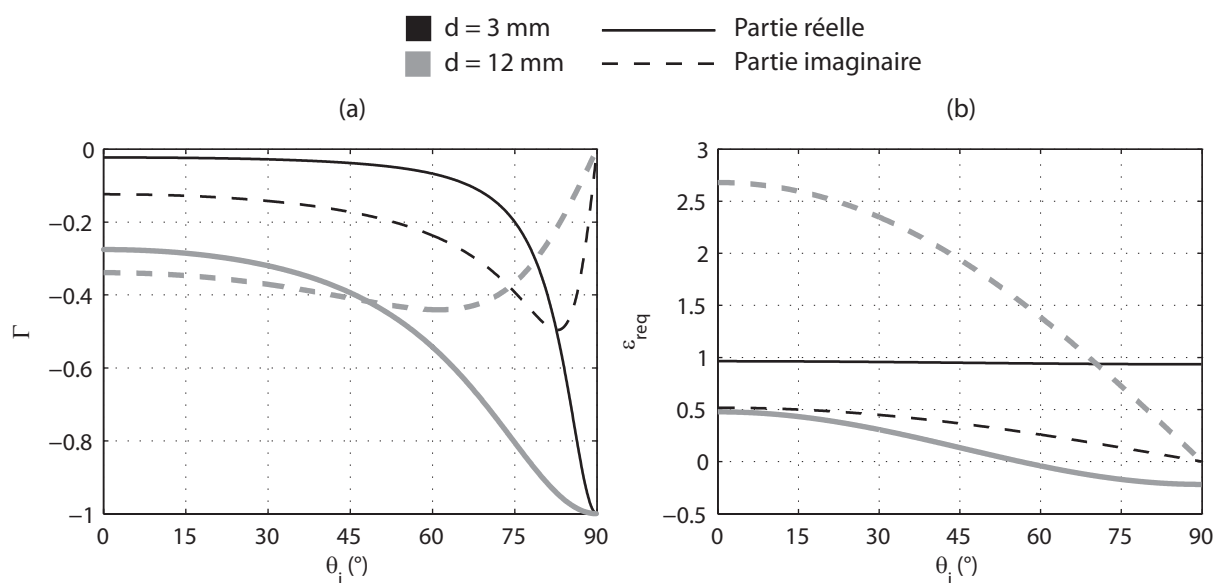 d = 3 mm Partie réelle
d = 12 mm Partie imaginaire
(a)
0
−0.2
−0.4
−0.6
−0.8
−1
Γ
0 15 30 45 60 75 90
θi (°)
(b)
3
2.5
2
1.5
1
0.5
0
−0.5
εreq
0 15 30 45 60 75 90
θi (°)